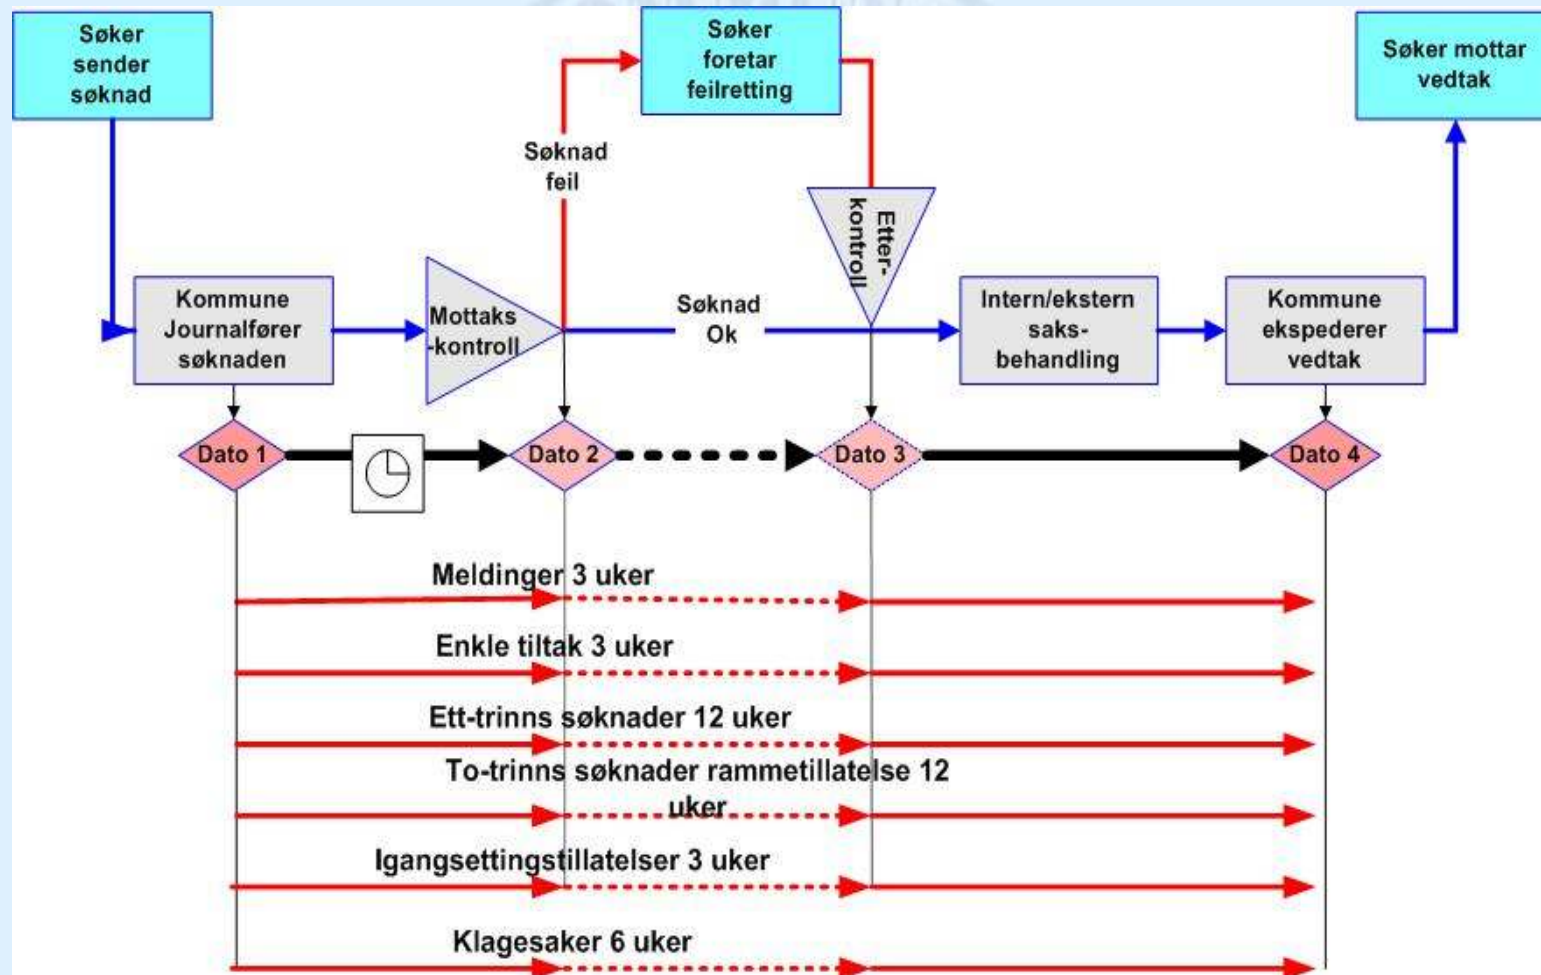 Søker
sender
søknad
Søker
foretar
feilretting
Søker mottar
vedtak
Søknad
feil
Etter-
kontroll
Kommune
Journalfører
søknaden
Mottaks
-kontroll
Søknad
Ok
Intern/ekstern
saks-
behandling
Kommune
ekspederer
vedtak
Dato 1
Dato 2
Dato 3
Dato 4
Meldinger 3 uker
Enkle tiltak 3 uker
Ett-trinns søknader 12 uker
To-trinns søknader rammetillatelse 12
uker
Igangsettingstillatelser 3 uker
Klagesaker 6 uker